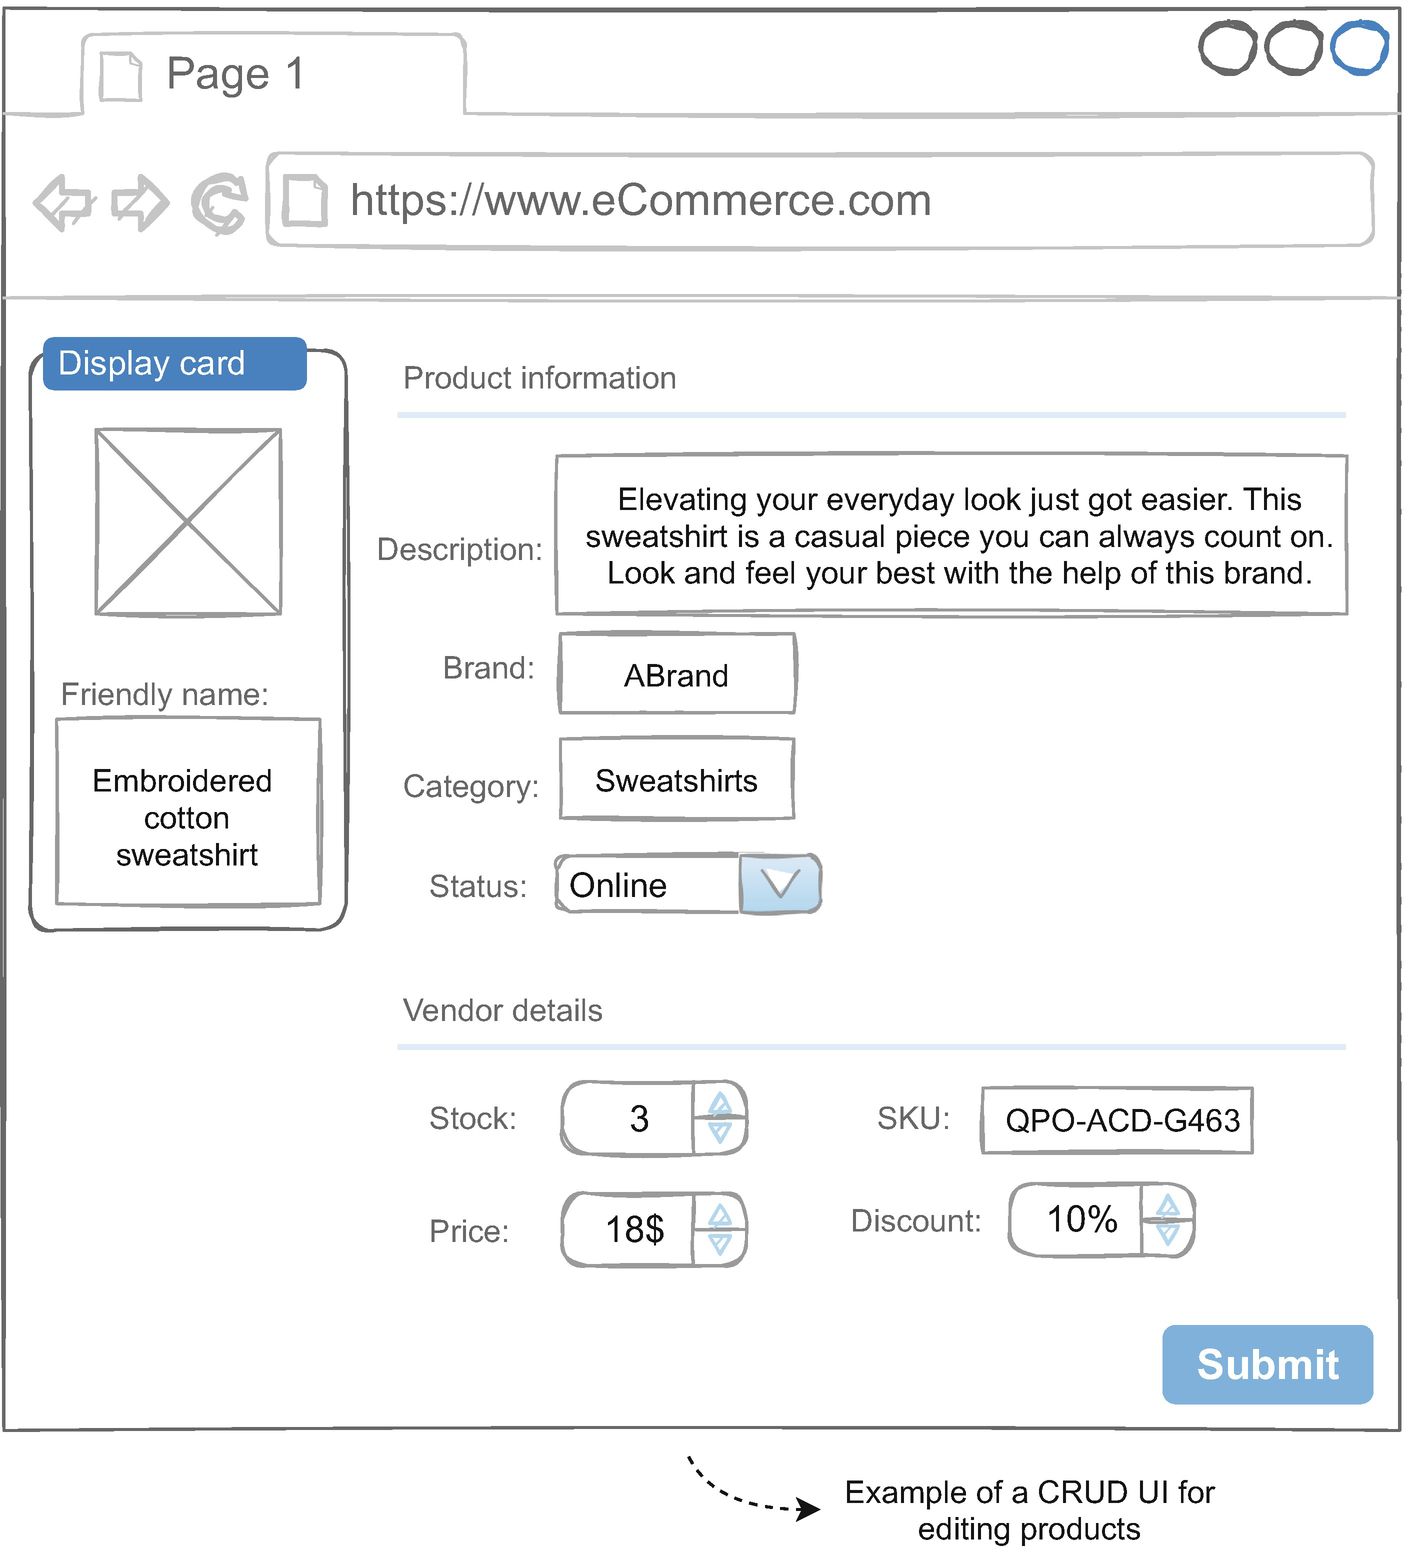 Page 1
https://www.eCommerce.com
Display card
Friendly name:
Embroidered
cotton
sweatshirt
Product information
Description:
Elevating your everyday look just got easier. This
sweatshirt is a casual piece you can always count on.
Look and feel your best with the help of this brand.
Brand:
ABrand
Category:
Sweatshirts
Status:
Online
Vendor details
Stock:
3
SKU:
QPO-ACD-G463
Price:
18$
Discount:
10%
Submit
Example of a CRUD UI for
editing products